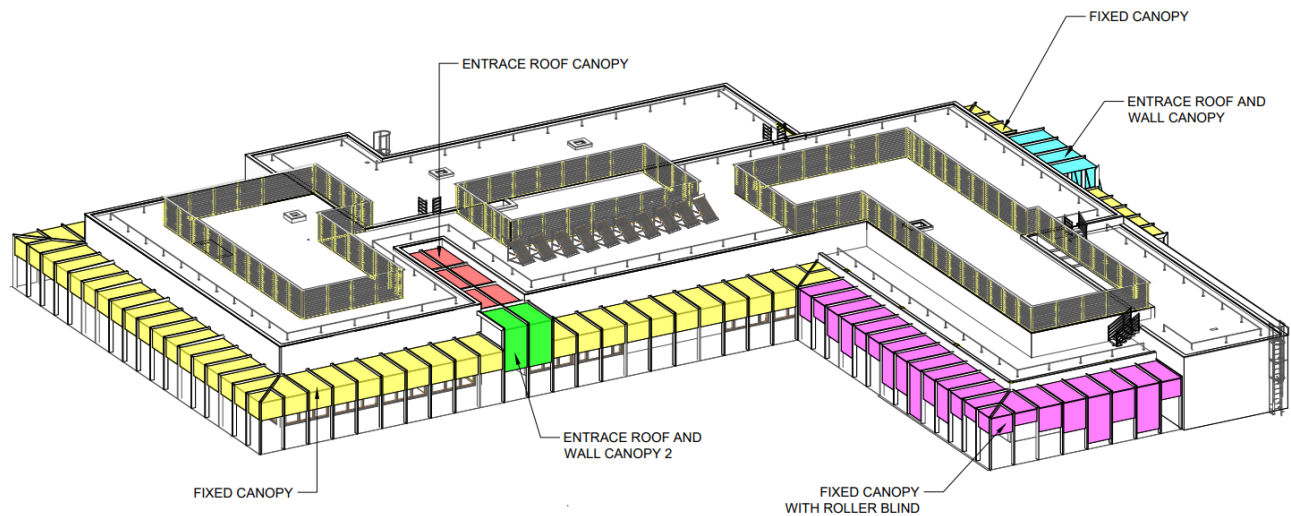 FIXED CANOPY
ENTRACE ROOF CANOPY
ENTRACE ROOF AND
WALL CANOPY
ENTRACE ROOF AND
WALL CANOPY 2
FIXED CANOPY
FIXED CANOPY
WITH ROLLER BLIND